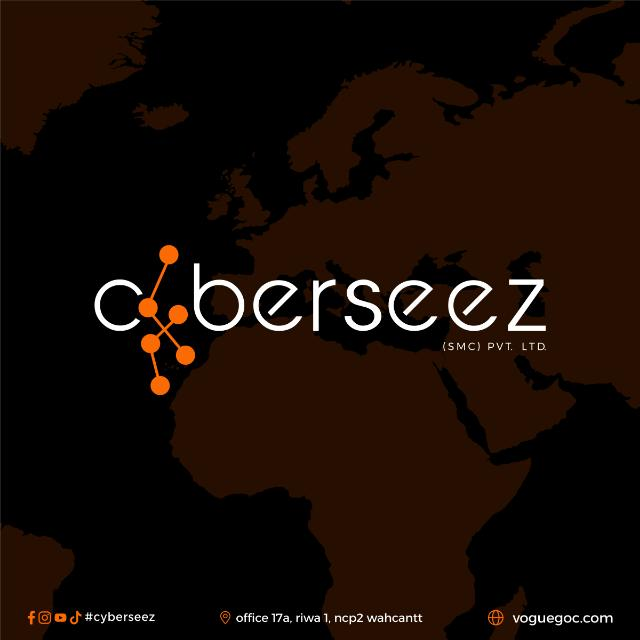 cyberseez
(SMC) PVT. LTD.
#cyberseez
office 17a, riwa 1, ncp2 wahcantt
voguegoc.com